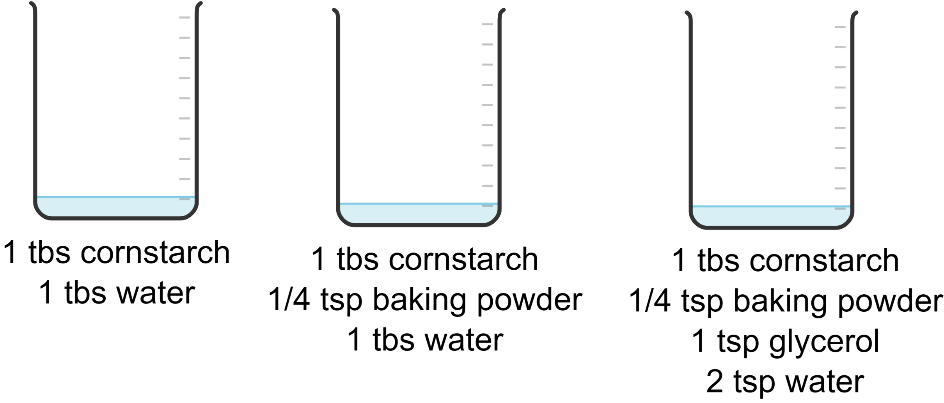 1 tbs cornstarch
1 tbs water
1 tbs cornstarch
1/4 tsp baking powder
1 tbs water
1 tbs cornstarch
1/4 tsp baking powder
1 tsp glycerol
2 tsp water